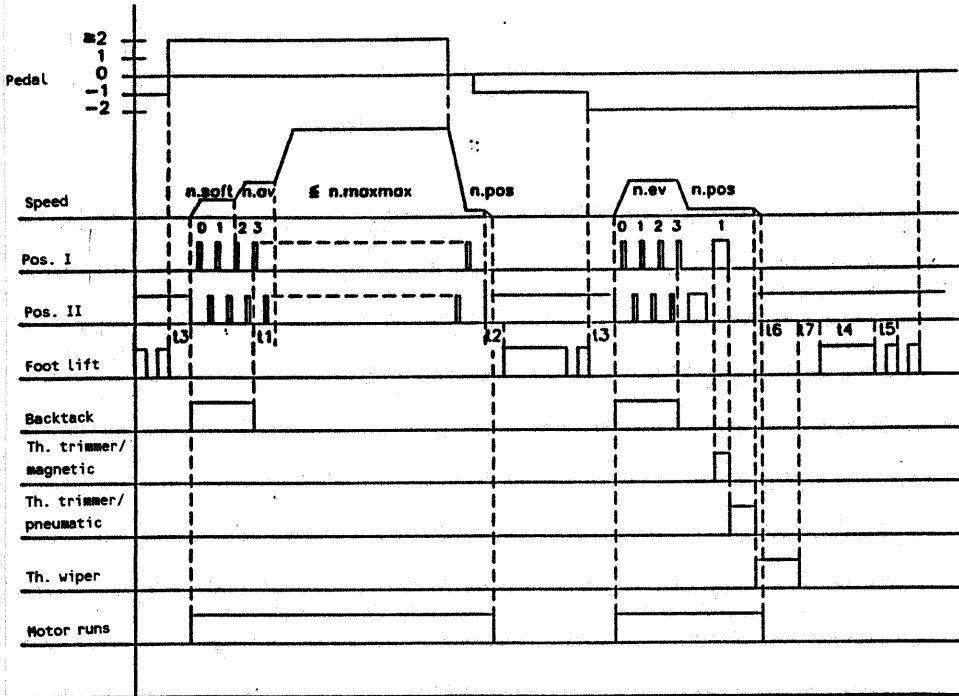 ≥2
1
0
Pedal
-1
-2
n.soft n.av ≤ n.maxmax n.pos n.ev n.pos
Speed
0 1 2 3 0 1 2 3 1
Pos. I
Pos. II
t3 t1 t2 t3 t6 t7 t4 t5
Foot lift
Backtack
Th. trimmer/
magnetic
Th. trimmer/
pneumatic
Th. wiper
Motor runs